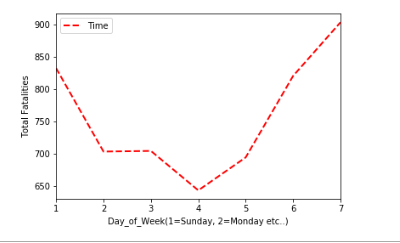 Time
900
850
800
750
700
650
Total Fatalities
1 2 3 4 5 6 7
Day_of_Week(1=Sunday, 2=Monday etc..)